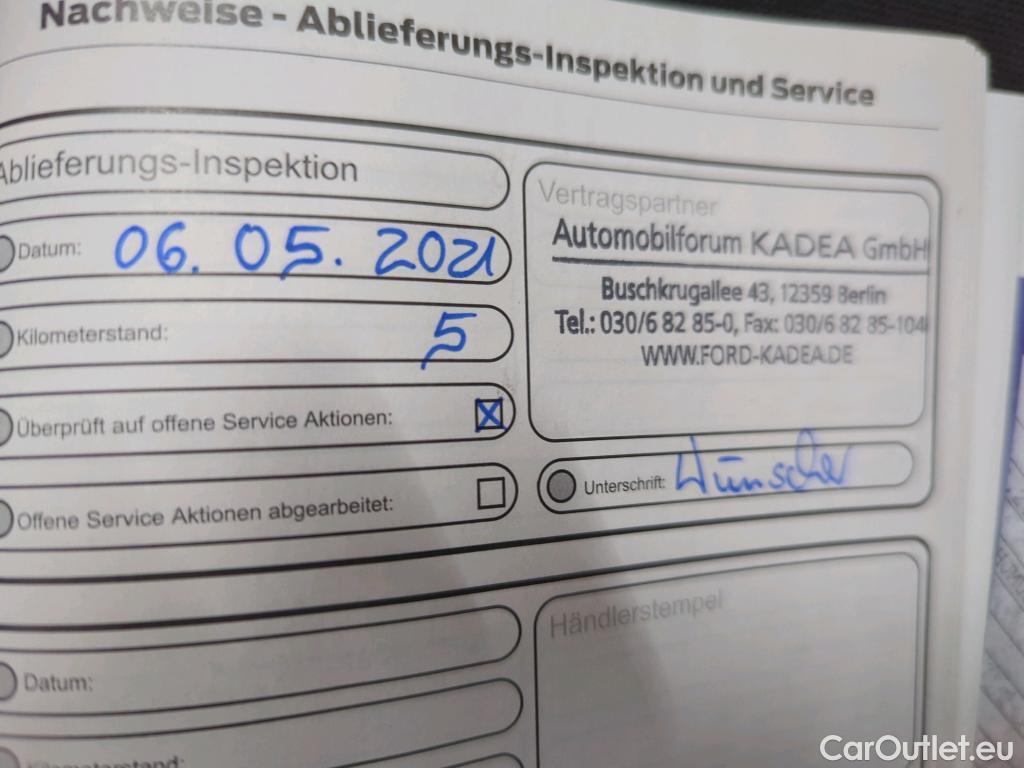 Nachweise - Ablieferungs-Inspektion und Service
Ablieferungs-Inspektion
Datum: 06. 05. 2021
Kilometerstand: 5
Überprüft auf offene Service Aktionen: ☒
Offene Service Aktionen abgearbeitet: ☐
Vertragspartner
Automobilforum KADEA GmbH
Buschkrugallee 43, 12359 Berlin
Tel.: 030/6 82 85-0, Fax: 030/6 82 85-104
WWW.FORD-KADEA.DE
Unterschrift: Wünscher
Datum:
Kilometerstand:
Händlerstempel
CarOutlet.eu